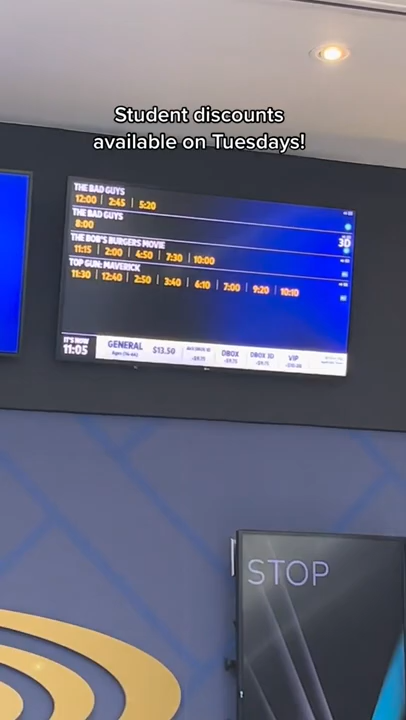 Student discounts
available on Tuesdays!
THE BAD GUYS
12:00 | 2:45 | 5:20
THE BAD GUYS
8:00
3D
THE BOB'S BURGERS MOVIE
11:15 | 2:00 | 4:50 | 7:30 | 10:00
TOP GUN: MAVERICK
11:30 | 12:40 | 2:50 | 3:40 | 6:10 | 7:00 | 9:20 | 10:10
IT'S NOW
11:05
GENERAL
$13.50
DBOX
DBOX 3D
VIP
STOP